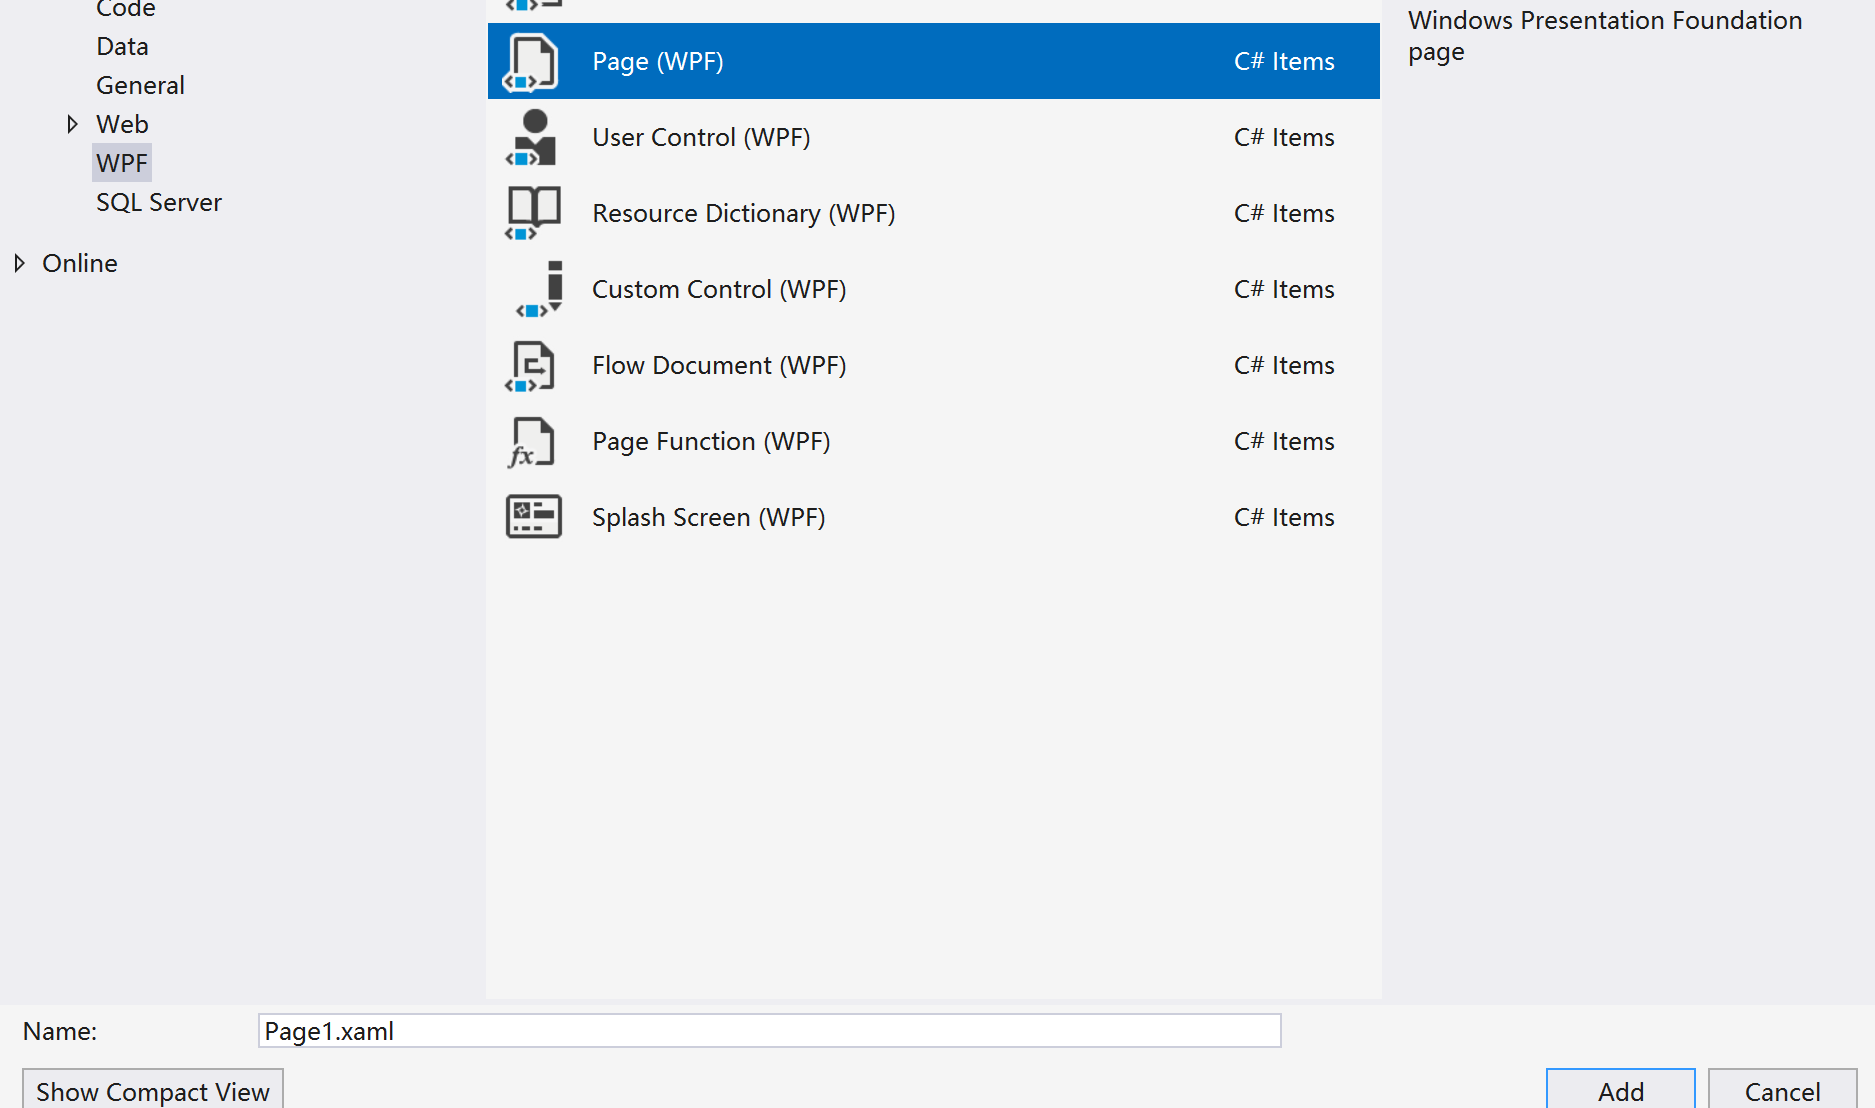 Code
Data
General
Web
WPF
SQL Server
Online
Page (WPF) C# Items
User Control (WPF) C# Items
Resource Dictionary (WPF) C# Items
Custom Control (WPF) C# Items
Flow Document (WPF) C# Items
Page Function (WPF) C# Items
fx
Splash Screen (WPF) C# Items
Windows Presentation Foundation
page
Name: Page1.xaml
Show Compact View Add Cancel